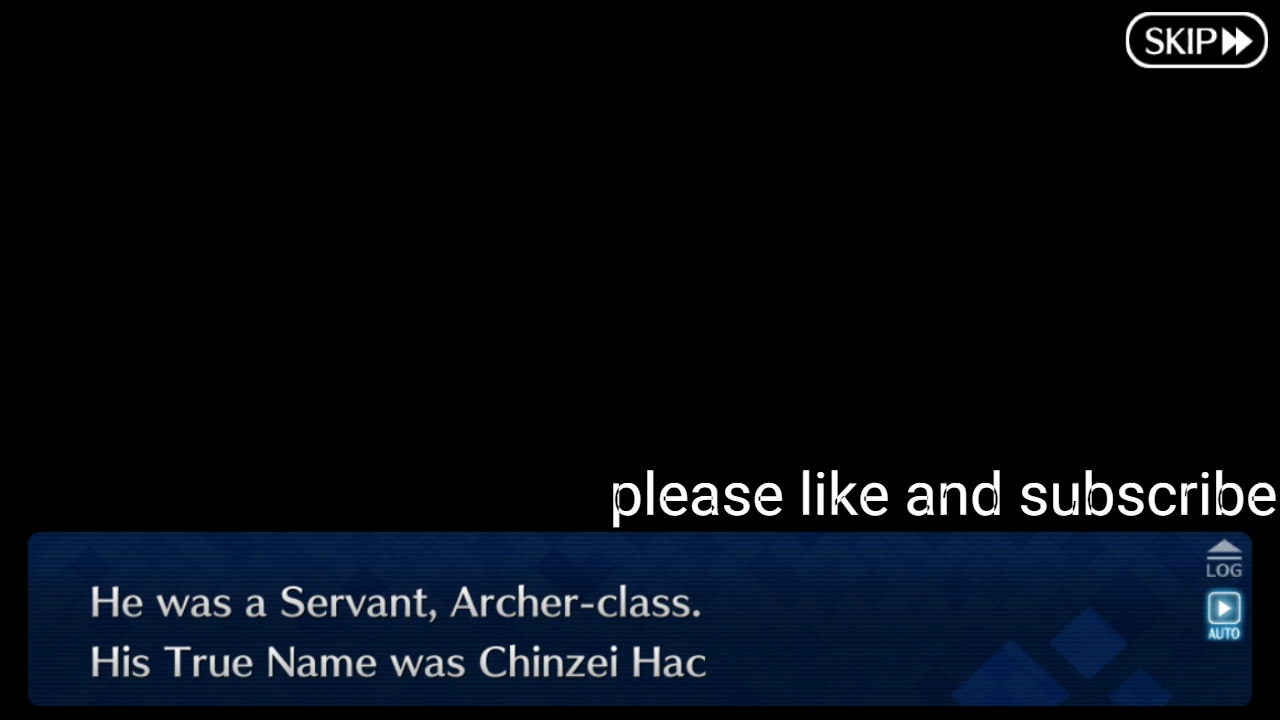 SKIP
please like and subscribe
LOG
He was a Servant, Archer-class.
AUTO
His True Name was Chinzei Hac